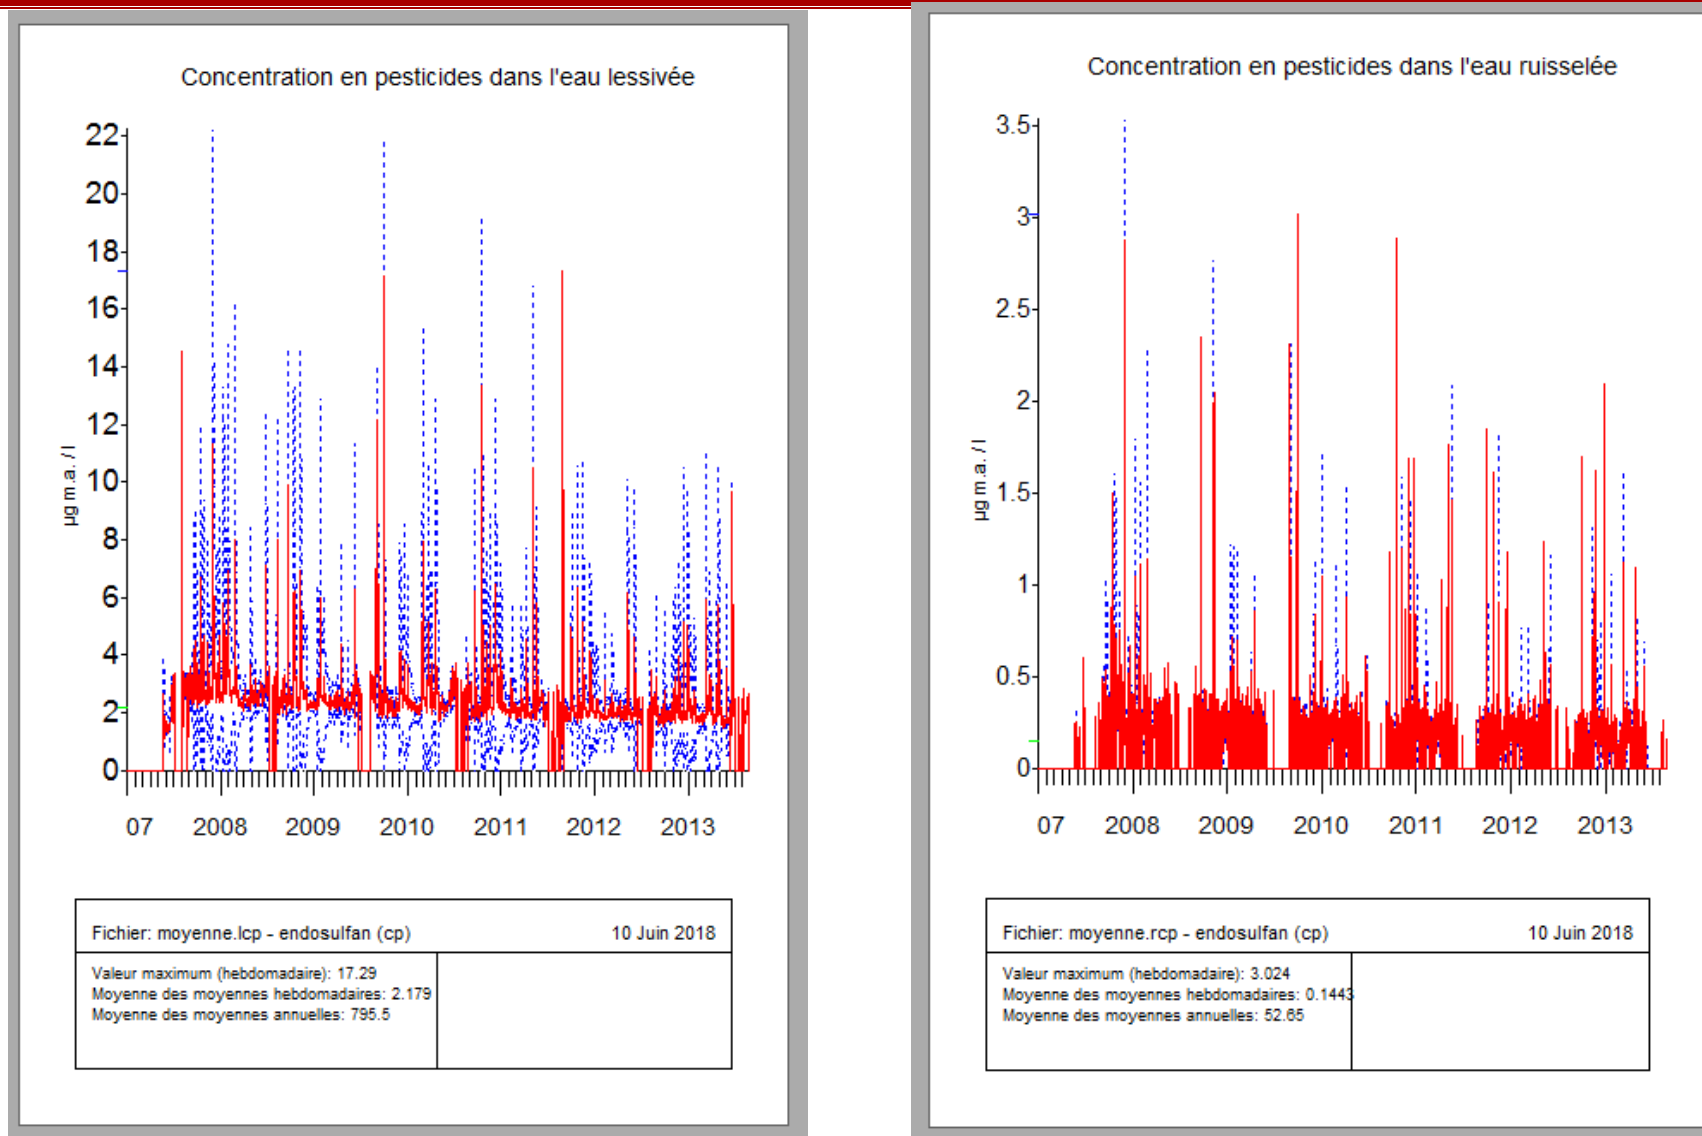 Concentration en pesticides dans l'eau lessivée
22
20
18
16
14
12
10
8
6
4
2
0
µg m.a. / l
07 2008 2009 2010 2011 2012 2013
Fichier: moyenne.lcp - endosulfan (cp) 10 Juin 2018
Valeur maximum (hebdomadaire): 17.29
Moyenne des moyennes hebdomadaires: 2.179
Moyenne des moyennes annuelles: 795.5
Concentration en pesticides dans l'eau ruisselée
3.5
3
2.5
2
1.5
1
0.5
0
µg m.a. / l
07 2008 2009 2010 2011 2012 2013
Fichier: moyenne.rcp - endosulfan (cp) 10 Juin 2018
Valeur maximum (hebdomadaire): 3.024
Moyenne des moyennes hebdomadaires: 0.1443
Moyenne des moyennes annuelles: 52.65